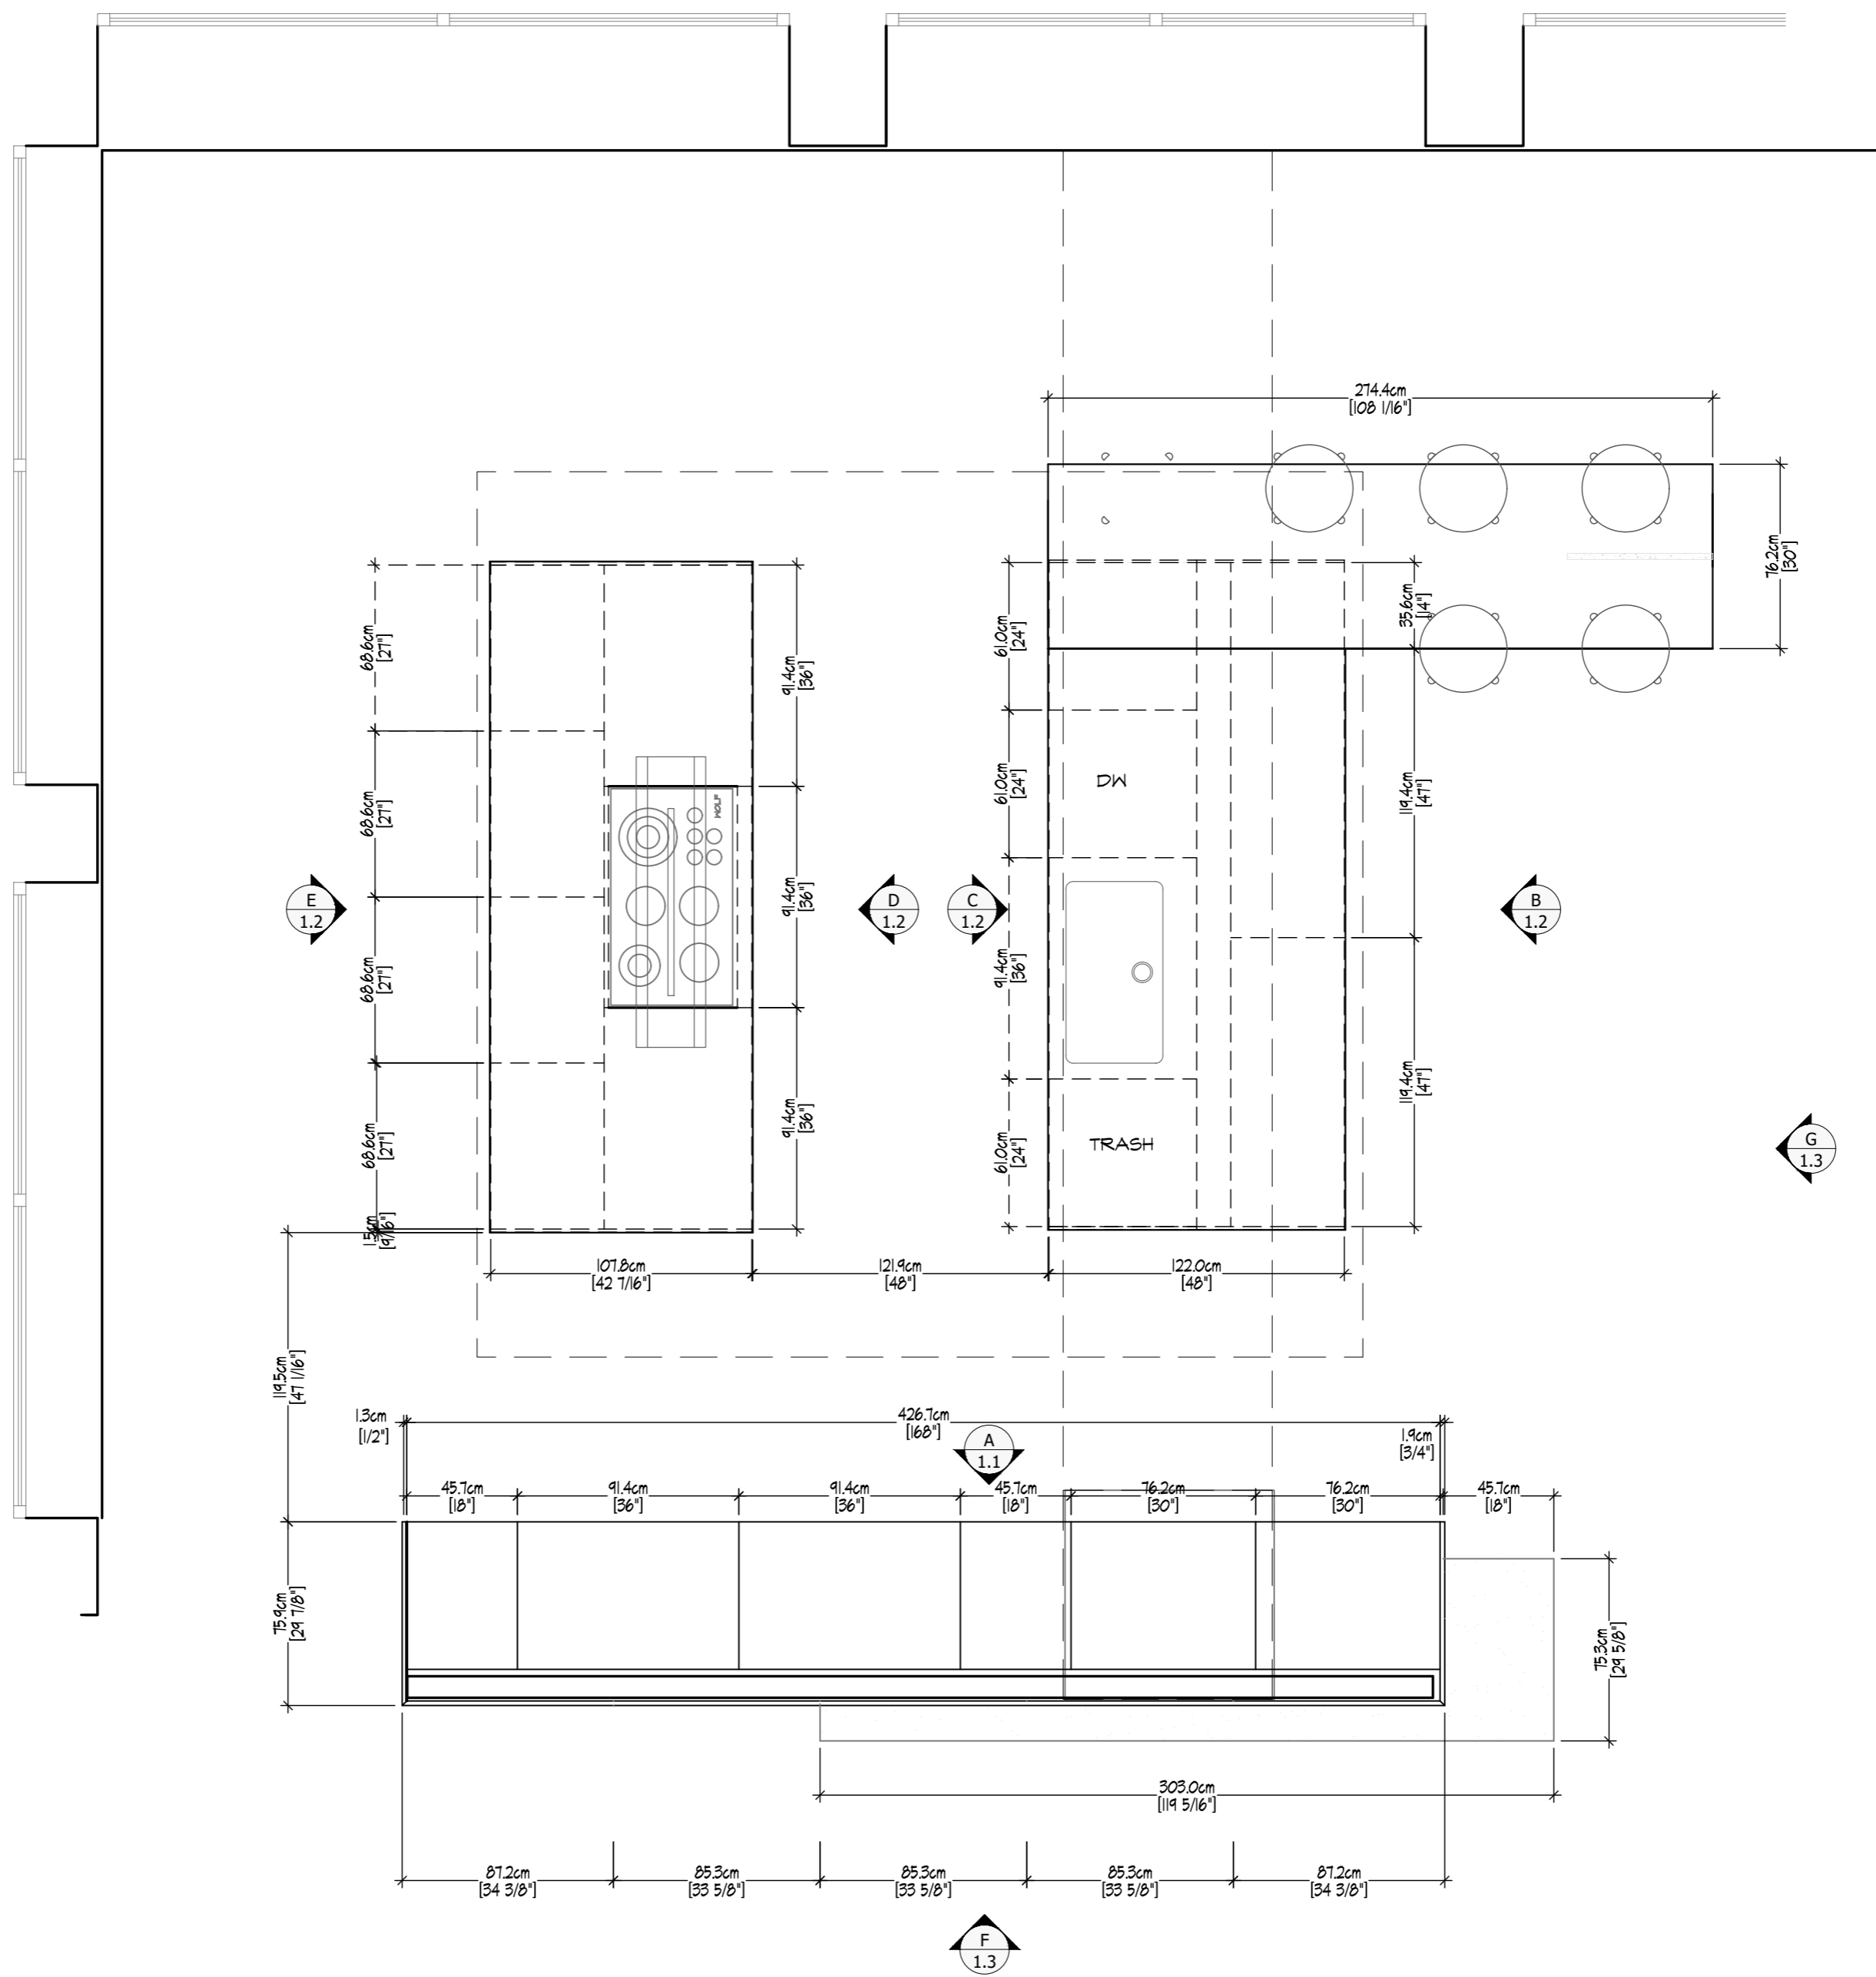 274.4cm
[108 1/16"]
76.2cm
[30"]
68.6cm
[27"]
91.4cm
[36"]
61.0cm
[24"]
35.6cm
[14"]
68.6cm
[27"]
WOLF
61.0cm
[24"]
DW
119.4cm
[47"]
E
1.2
91.4cm
[36"]
D
1.2
C
1.2
B
1.2
68.6cm
[27"]
91.4cm
[36"]
68.6cm
[27"]
91.4cm
[36"]
61.0cm
[24"]
TRASH
119.4cm
[47"]
G
1.3
1.5cm
[9/16"]
107.8cm
[42 7/16"]
121.9cm
[48"]
122.0cm
[48"]
119.5cm
[47 1/16"]
1.3cm
[1/2"]
426.7cm
[168"]
1.9cm
[3/4"]
A
1.1
45.7cm
[18"]
91.4cm
[36"]
91.4cm
[36"]
45.7cm
[18"]
76.2cm
[30"]
76.2cm
[30"]
45.7cm
[18"]
75.9cm
[29 7/8"]
75.3cm
[29 5/8"]
303.0cm
[119 5/16"]
87.2cm
[34 3/8"]
85.3cm
[33 5/8"]
85.3cm
[33 5/8"]
85.3cm
[33 5/8"]
87.2cm
[34 3/8"]
F
1.3